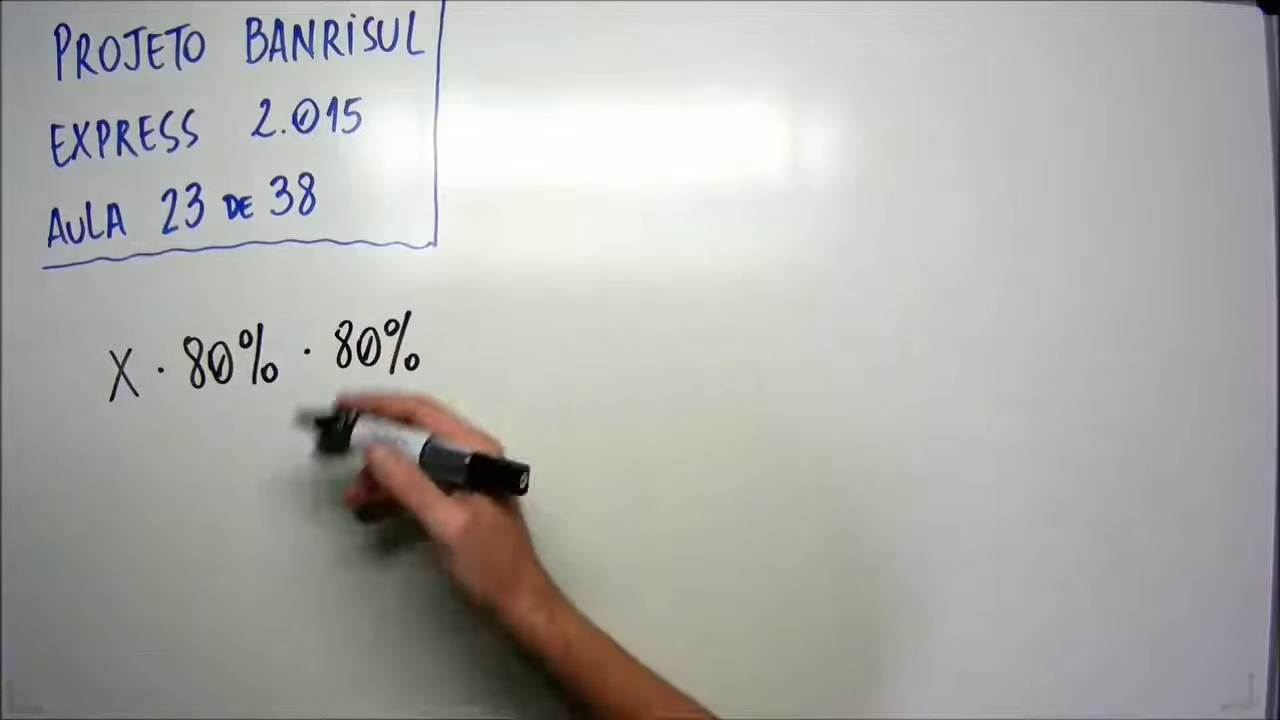 PROJETO BANRISUL
EXPRESS 2.015
AULA 23 DE 38
X · 80% · 80%